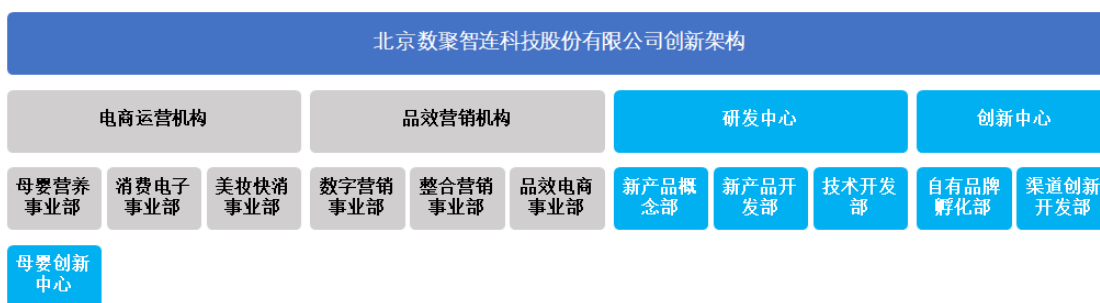 北京数聚智连科技股份有限公司创新架构
电商运营机构
品效营销机构
研发中心
创新中心
母婴营养
事业部
消费电子
事业部
美妆快消
事业部
数字营销
事业部
整合营销
事业部
品效电商
事业部
新产品概
念部
新产品开
发部
技术开发
部
自有品牌
孵化部
渠道创新
开发部
母婴创新
中心